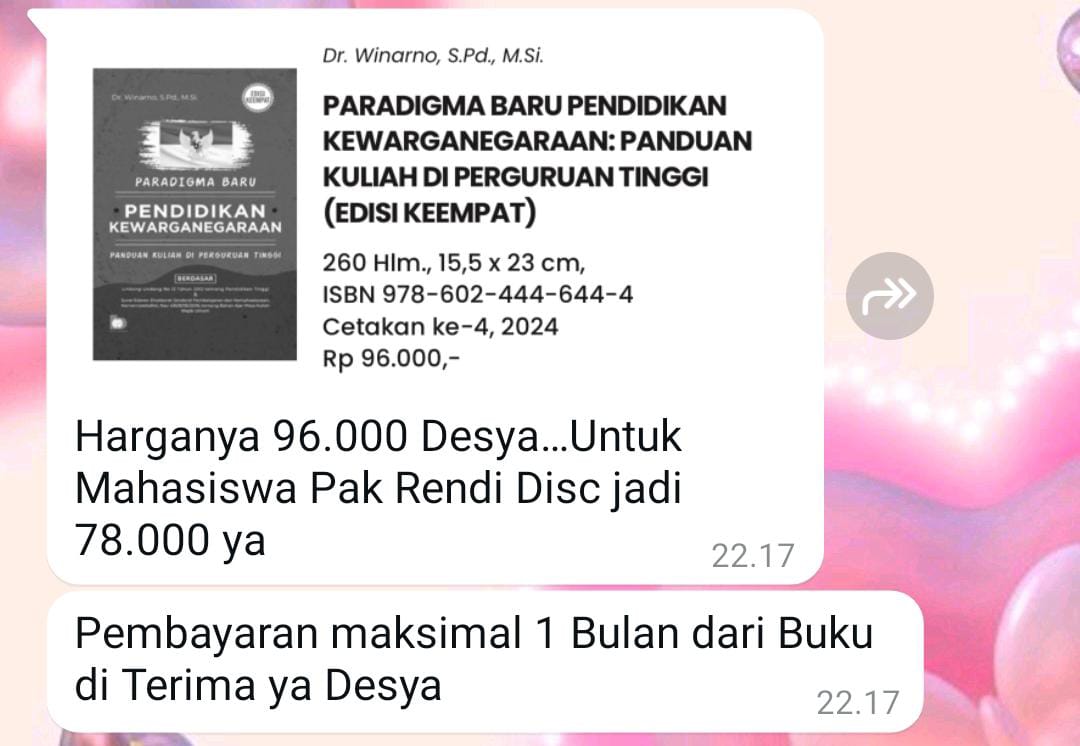 Dr. Winarno, S.Pd., M.Si.
PARADIGMA BARU PENDIDIKAN
KEWARGANEGARAAN: PANDUAN
KULIAH DI PERGURUAN TINGGI
(EDISI KEEMPAT)
260 Hlm., 15,5 x 23 cm,
ISBN 978-602-444-644-4
Cetakan ke-4, 2024
Rp 96.000,-
Dr. Winarno, S.Pd., M.Si.
EDISI
KEEMPAT
PARADIGMA BARU
PENDIDIKAN
KEWARGANEGARAAN
PANDUAN KULIAH DI PERGURUAN TINGGI
BERDASAR
Harganya 96.000 Desya...Untuk
Mahasiswa Pak Rendi Disc jadi
78.000 ya
22.17
Pembayaran maksimal 1 Bulan dari Buku
di Terima ya Desya
22.17